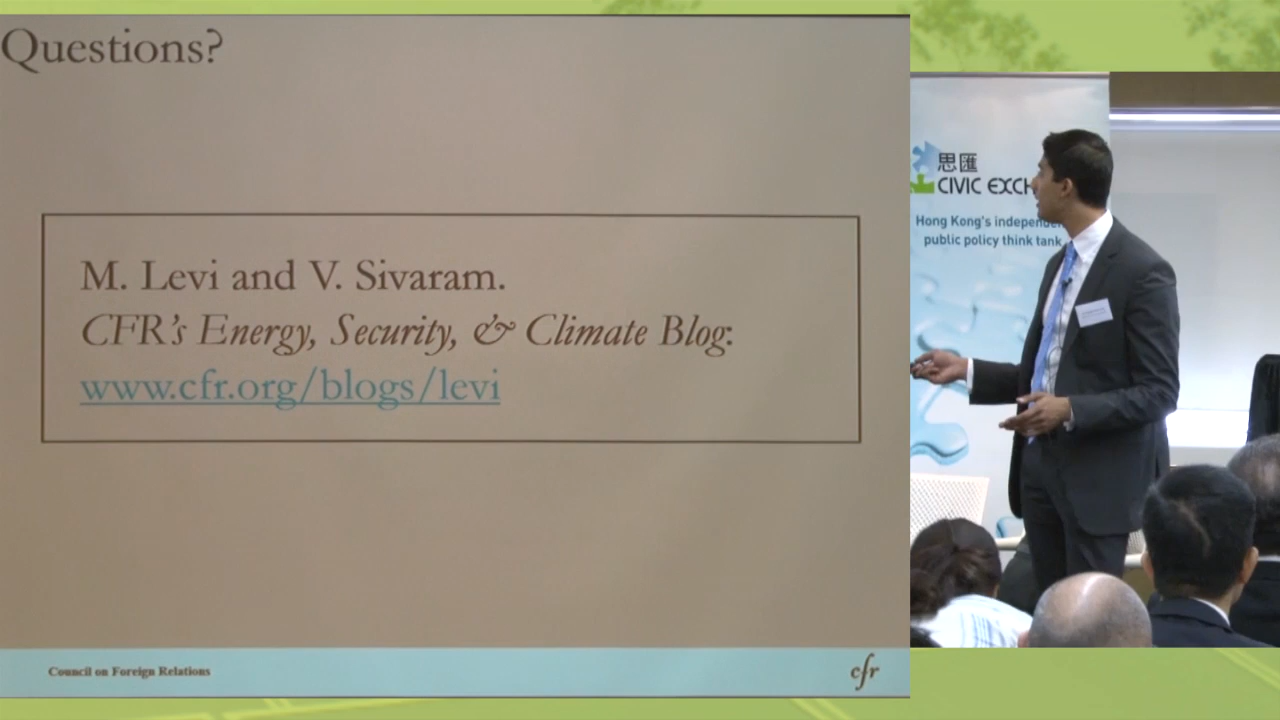 Questions?
M. Levi and V. Sivaram.
CFR's Energy, Security, & Climate Blog:
www.cfr.org/blogs/levi
Council on Foreign Relations
cfr
思匯
CIVIC EXCH
Hong Kong's independen
public policy think tank